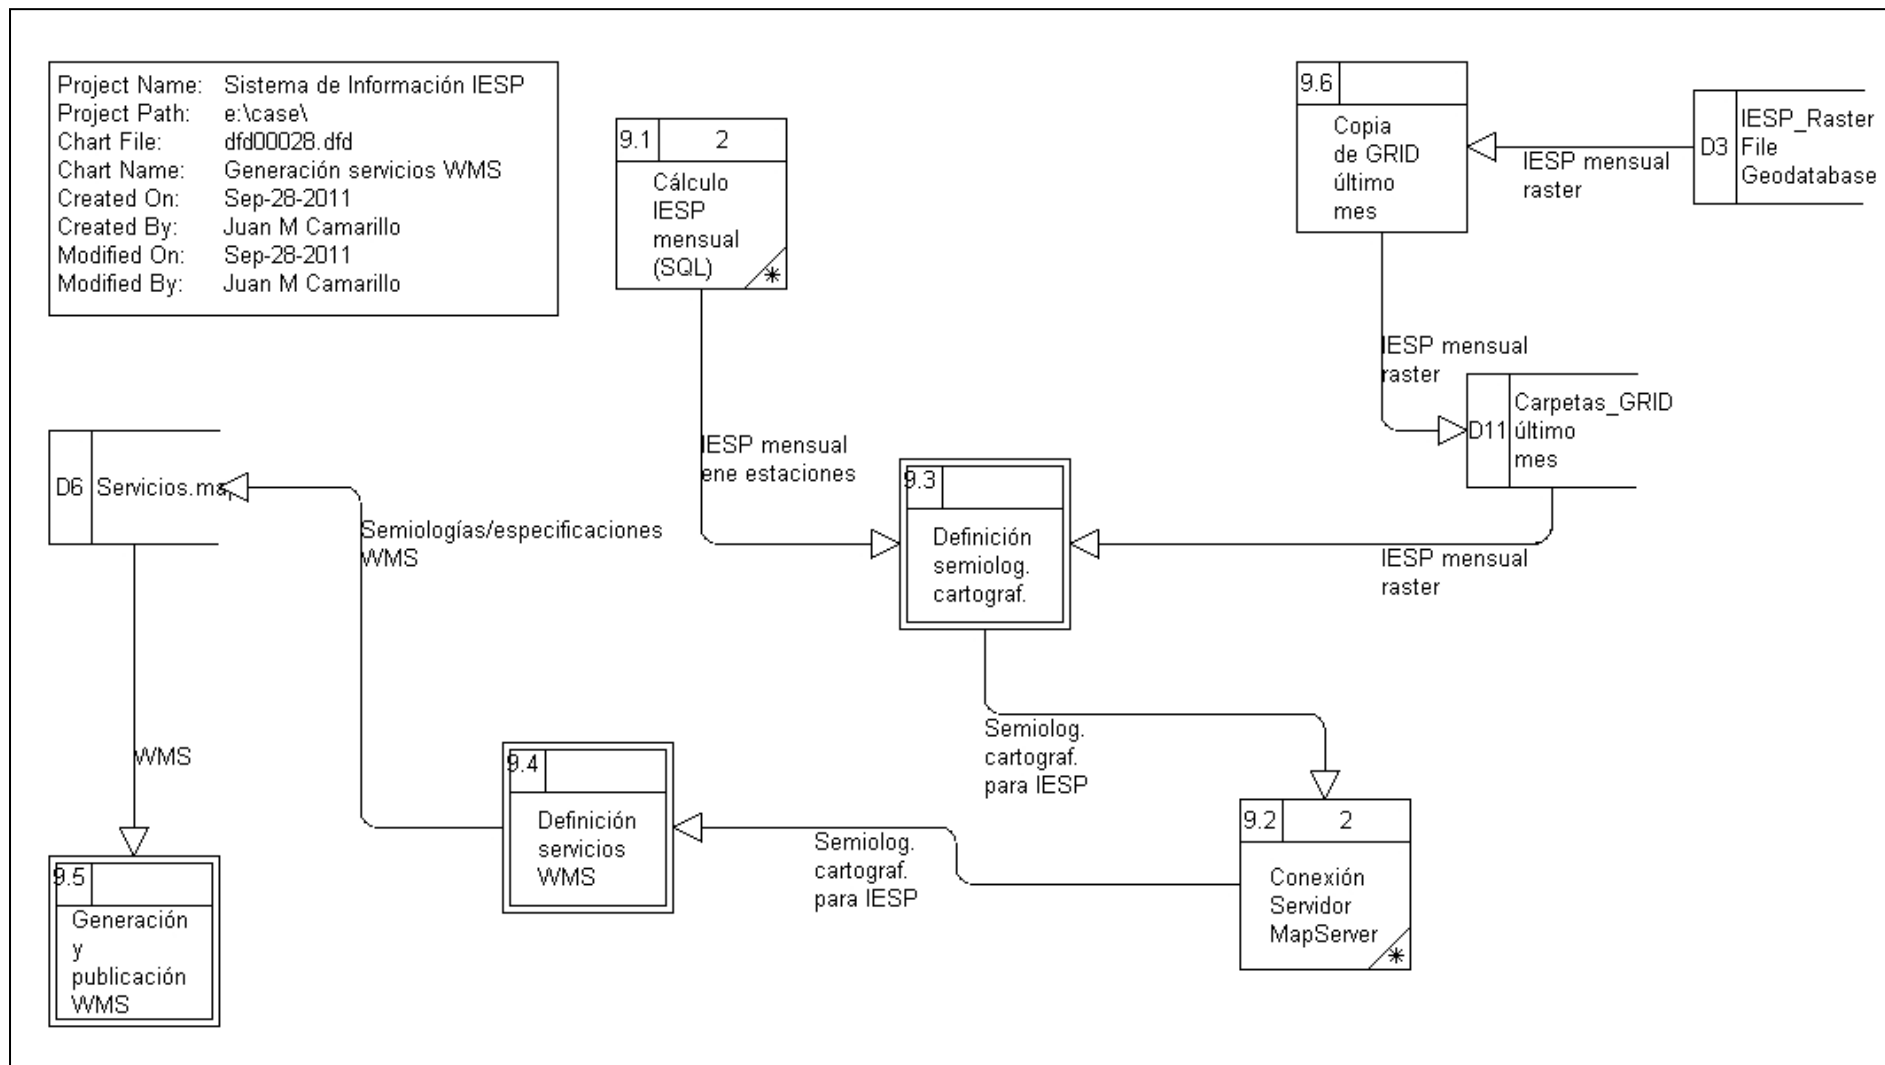 Project Name: Sistema de Información IESP
Project Path: e:\case\
Chart File: dfd00028.dfd
Chart Name: Generación servicios WMS
Created On: Sep-28-2011
Created By: Juan M Camarillo
Modified On: Sep-28-2011
Modified By: Juan M Camarillo
9.1 2
Cálculo
IESP
mensual
(SQL)
*
9.6
Copia
de GRID
último
mes
IESP mensual
raster
D3
IESP_Raster
File
Geodatabase
IESP mensual
raster
D11
Carpetas_GRID
último
mes
IESP mensual
ene estaciones
D6 Servicios.map
Semiologías/especificaciones
WMS
9.3
Definición
semiolog.
cartograf.
IESP mensual
raster
Semiolog.
cartograf.
para IESP
WMS
9.4
Definición
servicios
WMS
Semiolog.
cartograf.
para IESP
9.2 2
Conexión
Servidor
MapServer
*
9.5
Generación
y
publicación
WMS